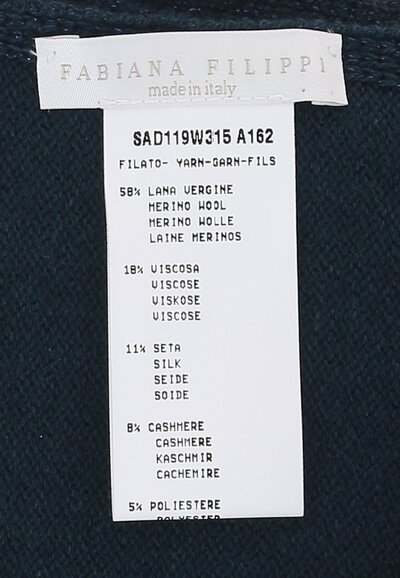 FABIANA FILIPPI
made in italy
SAD119W315 A162
FILATO- YARN-GARN-FILS
58% LANA VERGINE
MERINO WOOL
MERINO WOLLE
LAINE MERINOS
18% VISCOSA
VISCOSE
VISKOSE
VISCOSE
11% SETA
SILK
SEIDE
SOIDE
8% CASHMERE
CASHMERE
KASCHMIR
CACHEMIRE
5% POLIESTERE
POLYESTER